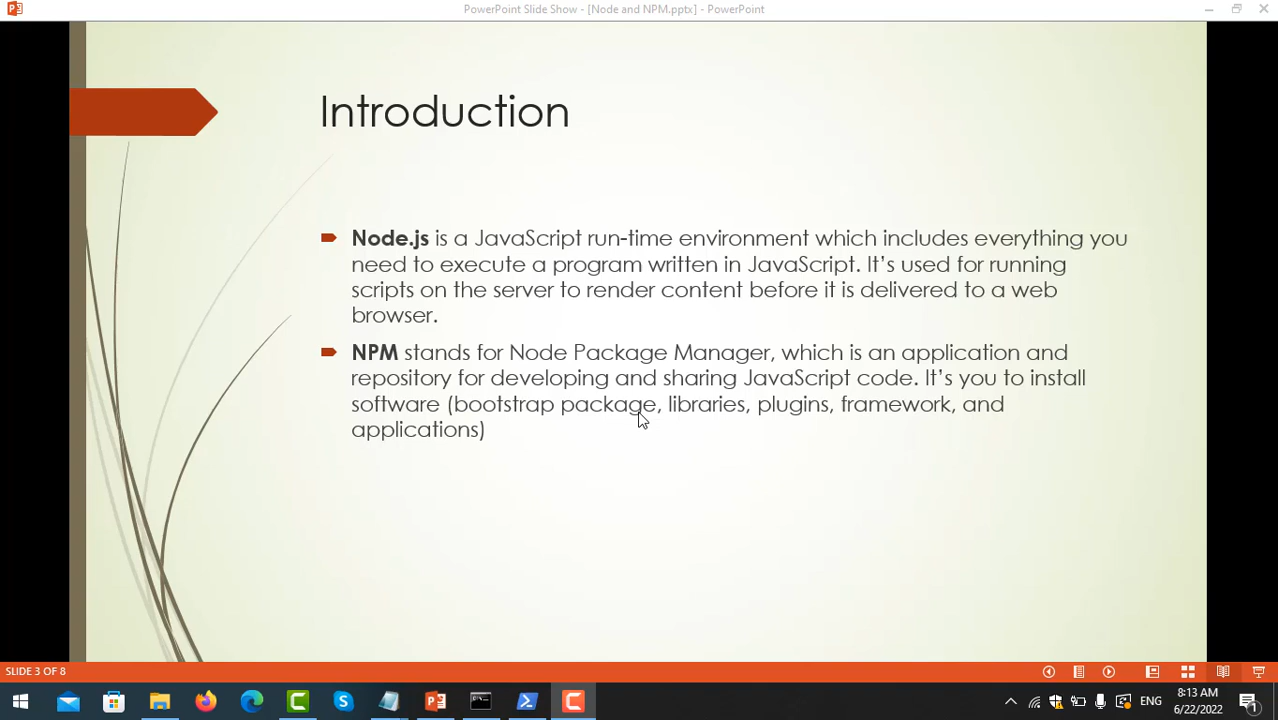 PowerPoint Slide Show - [Node and NPM.pptx] - PowerPoint
Introduction
Node.js is a JavaScript run-time environment which includes everything you
need to execute a program written in JavaScript. It’s used for running
scripts on the server to render content before it is delivered to a web
browser.
NPM stands for Node Package Manager, which is an application and
repository for developing and sharing JavaScript code. It’s you to install
software (bootstrap package, libraries, plugins, framework, and
applications)
SLIDE 3 OF 8
ENG
8:13 AM
6/22/2022
1